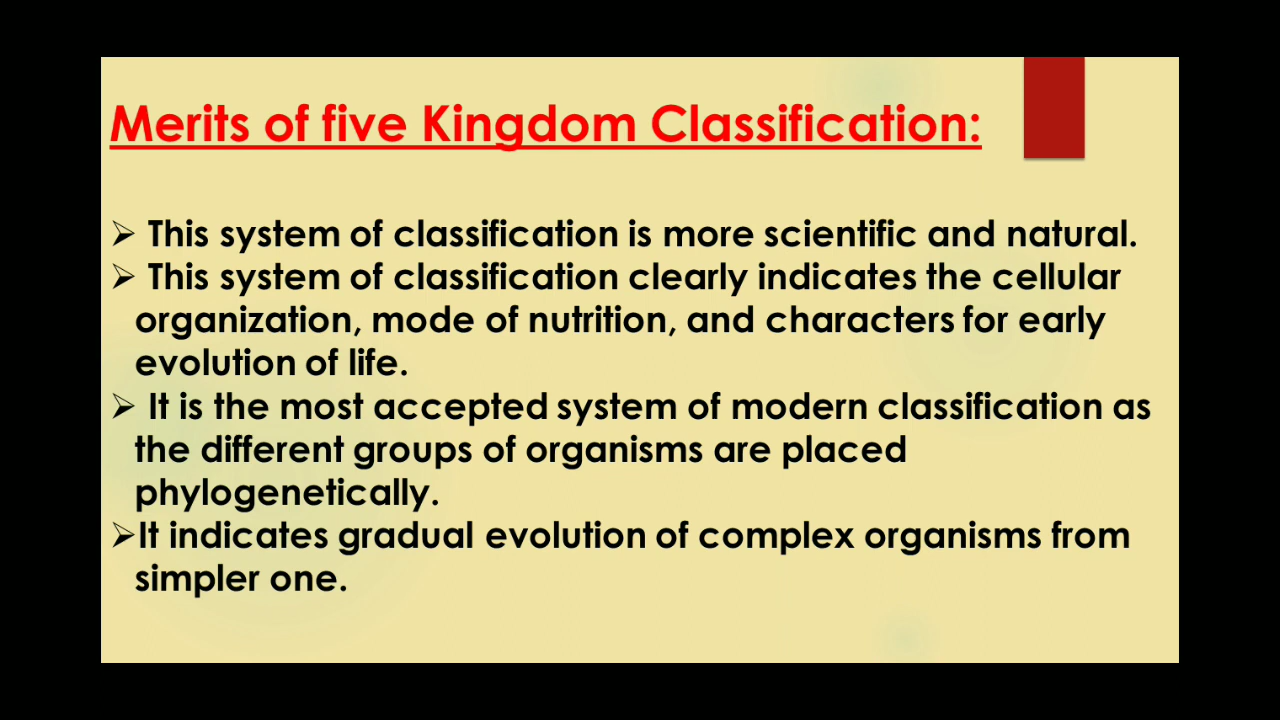 Merits of five Kingdom Classification:
➢ This system of classification is more scientific and natural.
➢ This system of classification clearly indicates the cellular
organization, mode of nutrition, and characters for early
evolution of life.
➢ It is the most accepted system of modern classification as
the different groups of organisms are placed
phylogenetically.
➢It indicates gradual evolution of complex organisms from
simpler one.